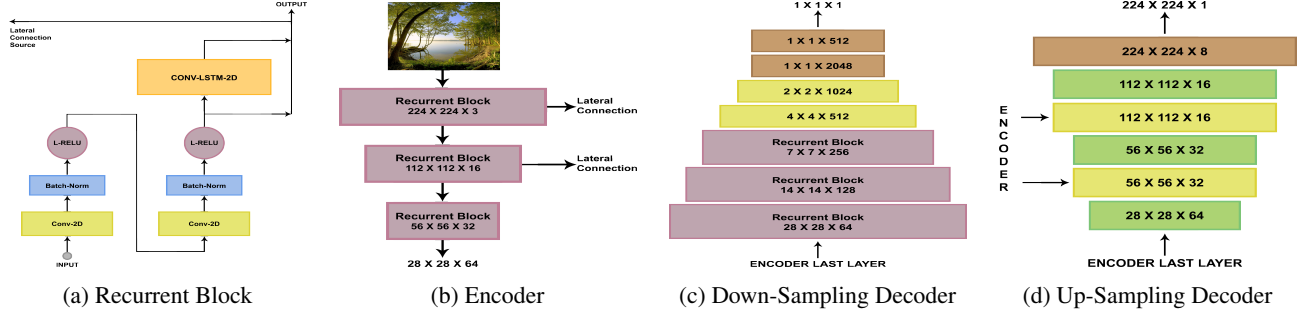 OUTPUT
Lateral
Connection
Source
CONV-LSTM-2D
L-RELU
L-RELU
Batch-Norm
Batch-Norm
Conv-2D
Conv-2D
INPUT
(a) Recurrent Block
Recurrent Block
224 X 224 X 3
Lateral
Connection
Recurrent Block
112 X 112 X 16
Lateral
Connection
Recurrent Block
56 X 56 X 32
28 X 28 X 64
(b) Encoder
1 X 1 X 1
1 X 1 X 512
1 X 1 X 2048
2 X 2 X 1024
4 X 4 X 512
Recurrent Block
7 X 7 X 256
Recurrent Block
14 X 14 X 128
Recurrent Block
28 X 28 X 64
ENCODER LAST LAYER
(c) Down-Sampling Decoder
224 X 224 X 1
224 X 224 X 8
112 X 112 X 16
112 X 112 X 16
56 X 56 X 32
56 X 56 X 32
28 X 28 X 64
ENCODER
ENCODER LAST LAYER
(d) Up-Sampling Decoder